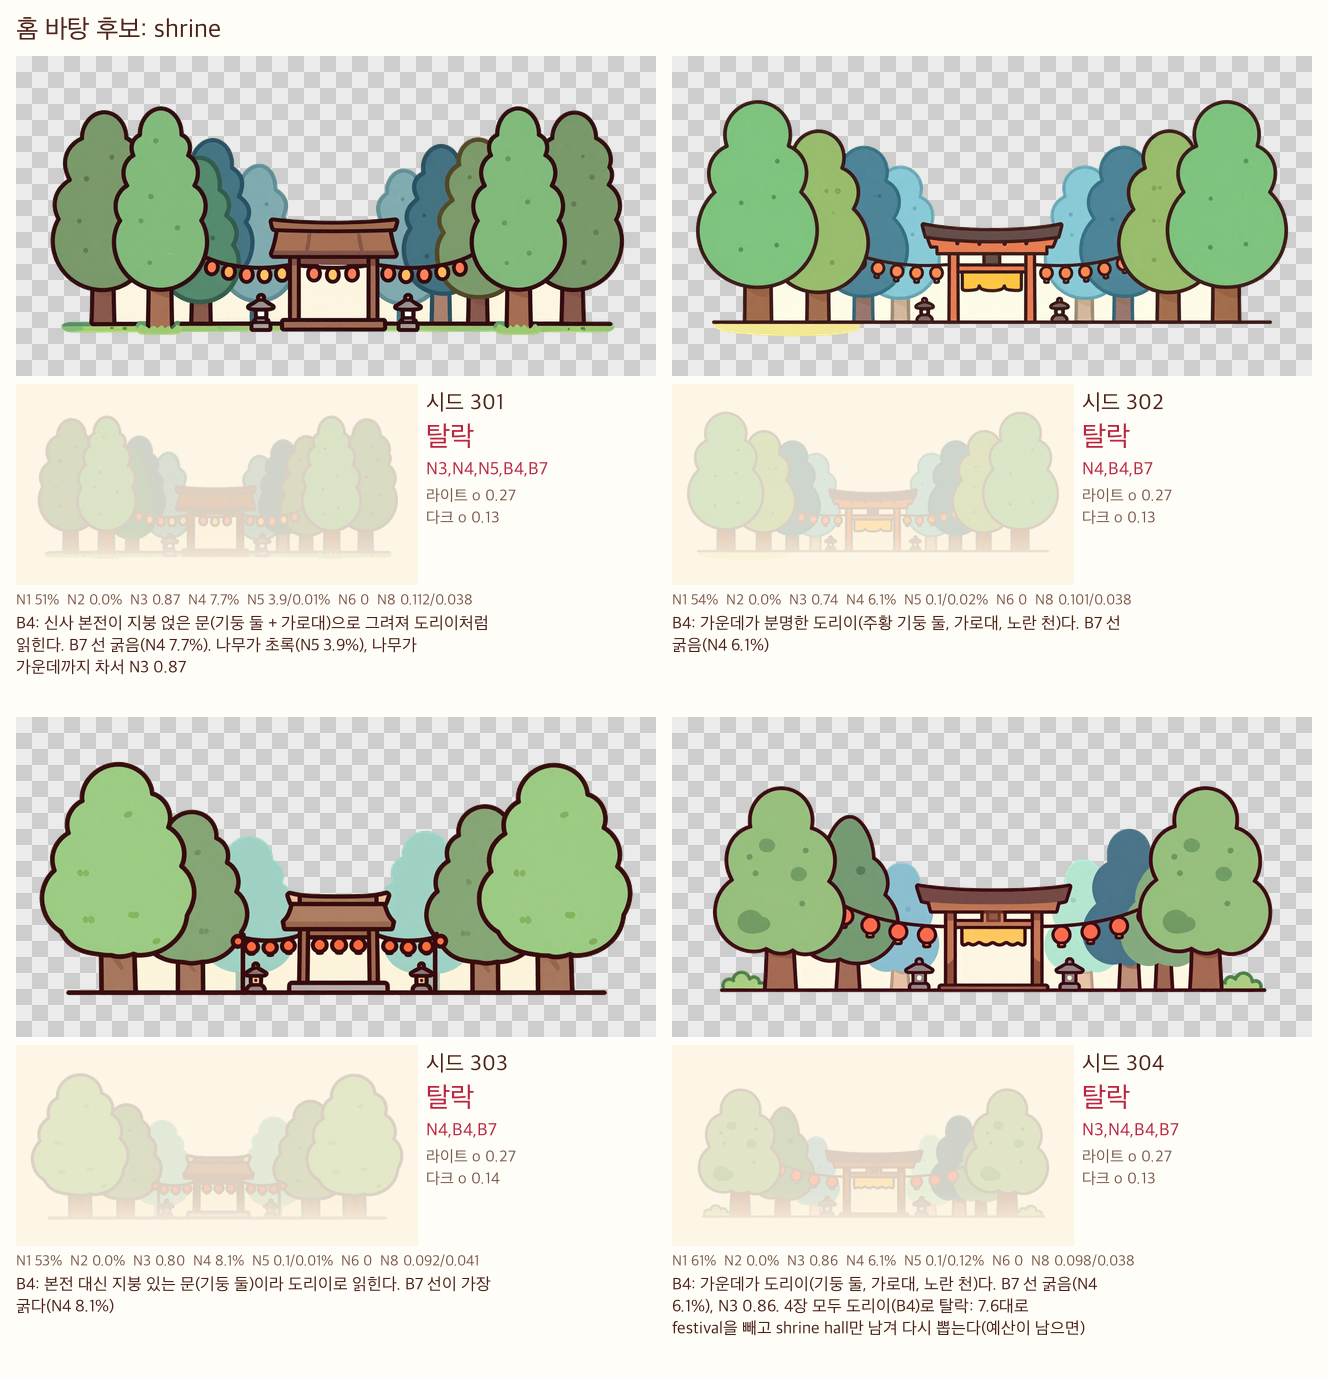 홈 바탕 후보: shrine
시드 301
탈락
N3,N4,N5,B4,B7
라이트 o 0.27
다크 o 0.13
N1 51% N2 0.0% N3 0.87 N4 7.7% N5 3.9/0.01% N6 0 N8 0.112/0.038
B4: 신사 본전이 지붕 얹은 문(기둥 둘 + 가로대)으로 그려져 도리이처럼
읽힌다. B7 선 굵음(N4 7.7%). 나무가 초록(N5 3.9%), 나무가
가운데까지 차서 N3 0.87
시드 302
탈락
N4,B4,B7
라이트 o 0.27
다크 o 0.13
N1 54% N2 0.0% N3 0.74 N4 6.1% N5 0.1/0.02% N6 0 N8 0.101/0.038
B4: 가운데가 분명한 도리이(주황 기둥 둘, 가로대, 노란 천)다. B7 선
굵음(N4 6.1%)
시드 303
탈락
N4,B4,B7
라이트 o 0.27
다크 o 0.14
N1 53% N2 0.0% N3 0.80 N4 8.1% N5 0.1/0.01% N6 0 N8 0.092/0.041
B4: 본전 대신 지붕 있는 문(기둥 둘)이라 도리이로 읽힌다. B7 선이 가장
굵다(N4 8.1%)
시드 304
탈락
N3,N4,B4,B7
라이트 o 0.27
다크 o 0.13
N1 61% N2 0.0% N3 0.86 N4 6.1% N5 0.1/0.12% N6 0 N8 0.098/0.038
B4: 가운데가 도리이(기둥 둘, 가로대, 노란 천)다. B7 선 굵음(N4
6.1%), N3 0.86. 4장 모두 도리이(B4)로 탈락: 7.6대로
festival을 빼고 shrine hall만 남겨 다시 뽑는다(예산이 남으면)